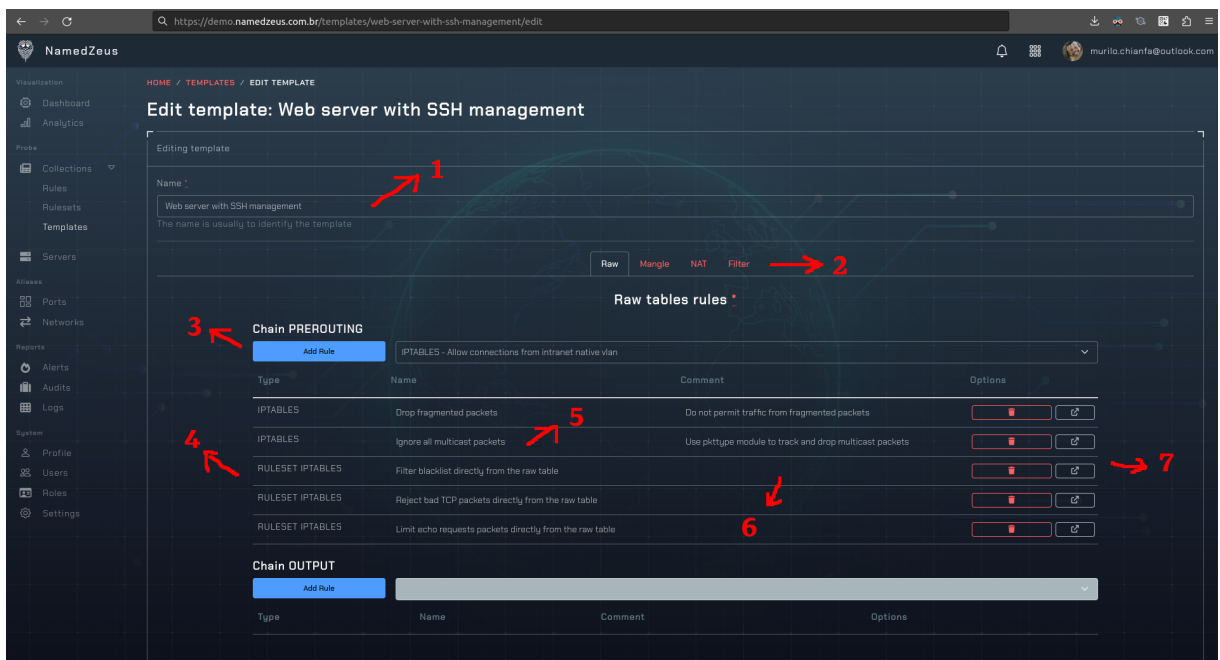 https://demo.namedzeus.com.br/templates/web-server-with-ssh-management/edit
NamedZeus
murilo.chianfa@outlook.com
Visualization
Dashboard
Analytics
Probe
Collections
Rules
Rulesets
Templates
Servers
Aliases
Ports
Networks
Reports
Alerts
Audits
Logs
System
Profile
Users
Roles
Settings
HOME / TEMPLATES / EDIT TEMPLATE
Edit template: Web server with SSH management
Editing template
1
Name *
Web server with SSH management
The name is usually to identify the template
Raw Mangle NAT Filter
2
Raw tables rules *
3
Chain PREROUTING
Add Rule IPTABLES - Allow connections from intranet native vlan
Type Name Comment Options
IPTABLES Drop fragmented packets Do not permit traffic from fragmented packets
5
IPTABLES Ignore all multicast packets Use pkttype module to track and drop multicast packets
4
RULESET IPTABLES Filter blacklist directly from the raw table
7
RULESET IPTABLES Reject bad TCP packets directly from the raw table
6
RULESET IPTABLES Limit echo requests packets directly from the raw table
Chain OUTPUT
Add Rule
Type Name Comment Options